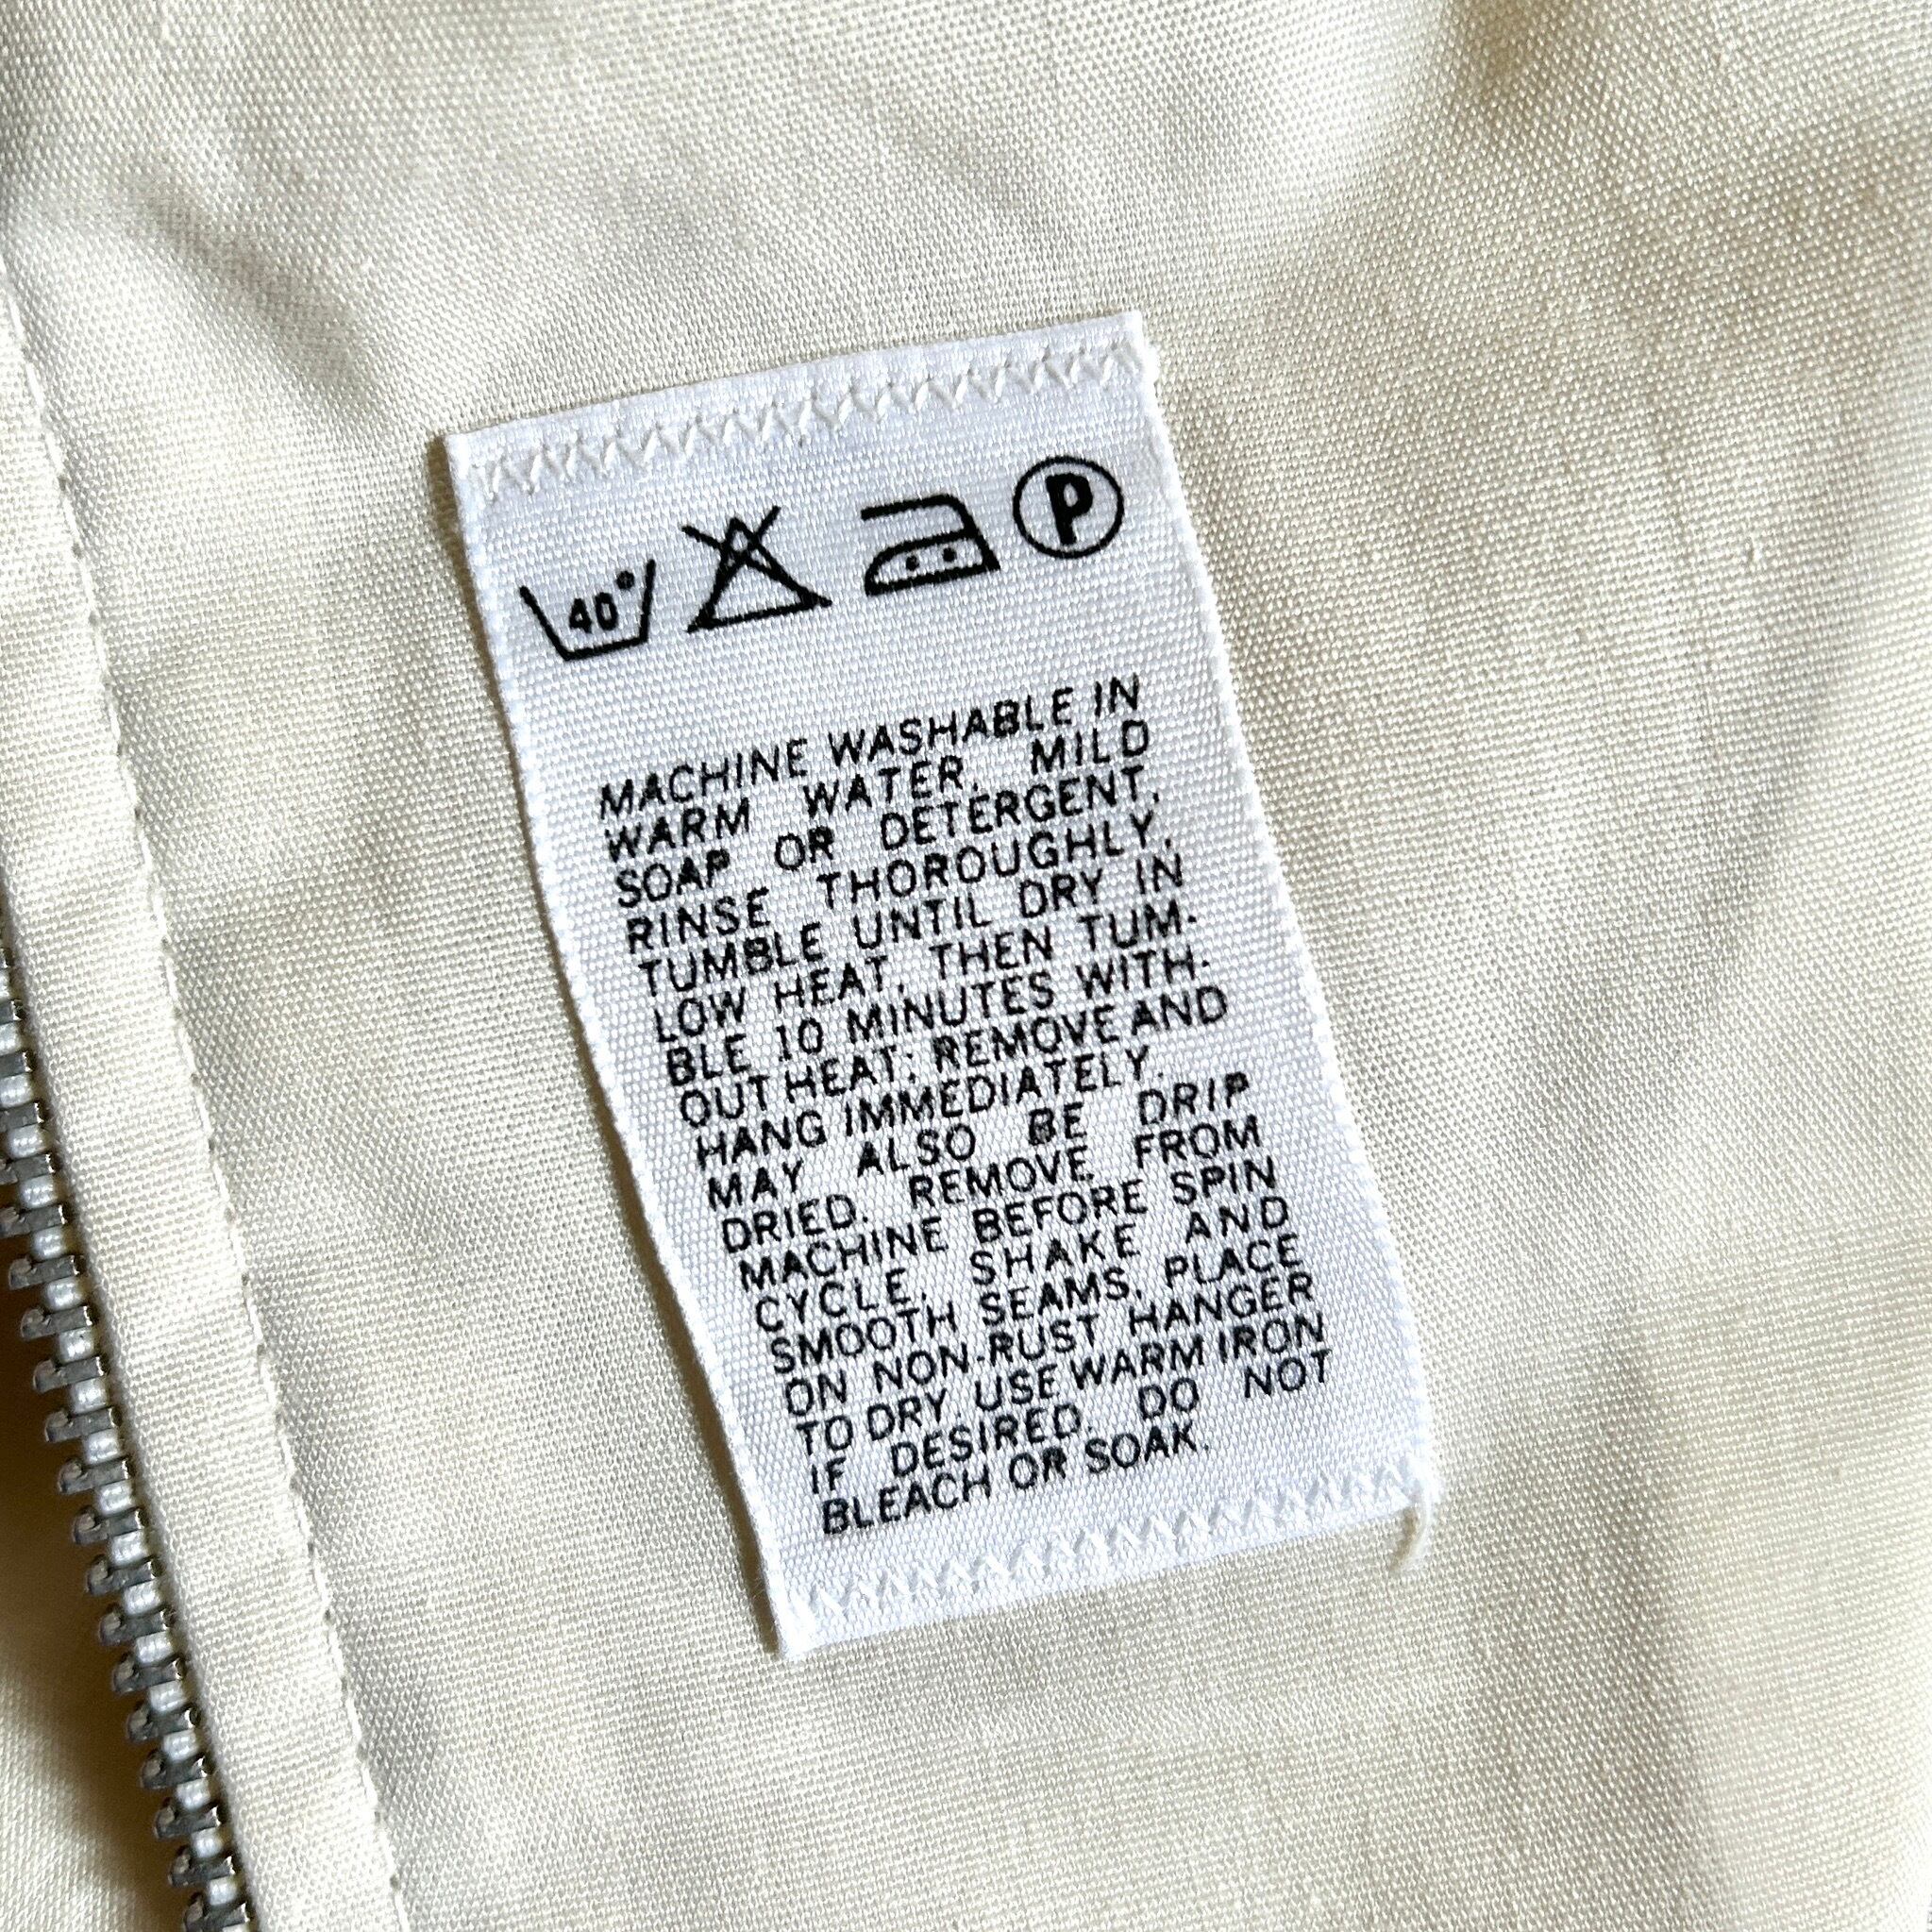 40°
P
MACHINE WASHABLE IN
WARM WATER, MILD
SOAP OR DETERGENT.
RINSE THOROUGHLY.
TUMBLE UNTIL DRY IN
LOW HEAT, THEN TUM-
BLE 10 MINUTES WITH-
OUT HEAT; REMOVE AND
HANG IMMEDIATELY.
MAY ALSO BE DRIP
DRIED. REMOVE FROM
MACHINE BEFORE SPIN
CYCLE. SHAKE AND
SMOOTH SEAMS. PLACE
ON NON-RUST HANGER
TO DRY. USE WARM IRON
IF DESIRED. DO NOT
BLEACH OR SOAK.